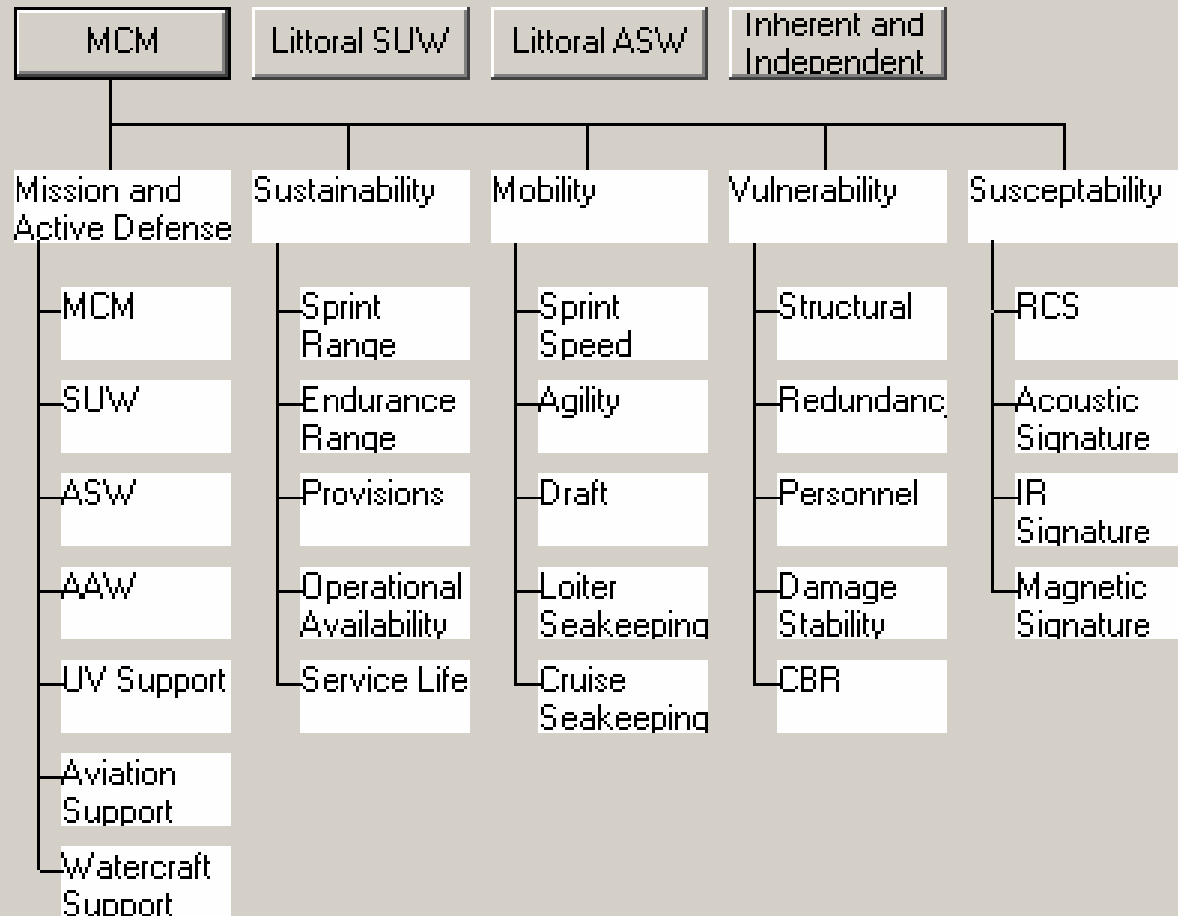 MCM
Littoral SUW
Littoral ASW
Inherent and
Independent
Mission and
Active Defense
MCM
SUW
ASW
AAW
UV Support
Aviation
Support
Watercraft
Support
Sustainability
Sprint
Range
Endurance
Range
Provisions
Operational
Availability
Service Life
Mobility
Sprint
Speed
Agility
Draft
Loiter
Seakeeping
Cruise
Seakeeping
Vulnerability
Structural
Redundanc
Personnel
Damage
Stability
CBR
Susceptability
RCS
Acoustic
Signature
IR
Signature
Magnetic
Signature